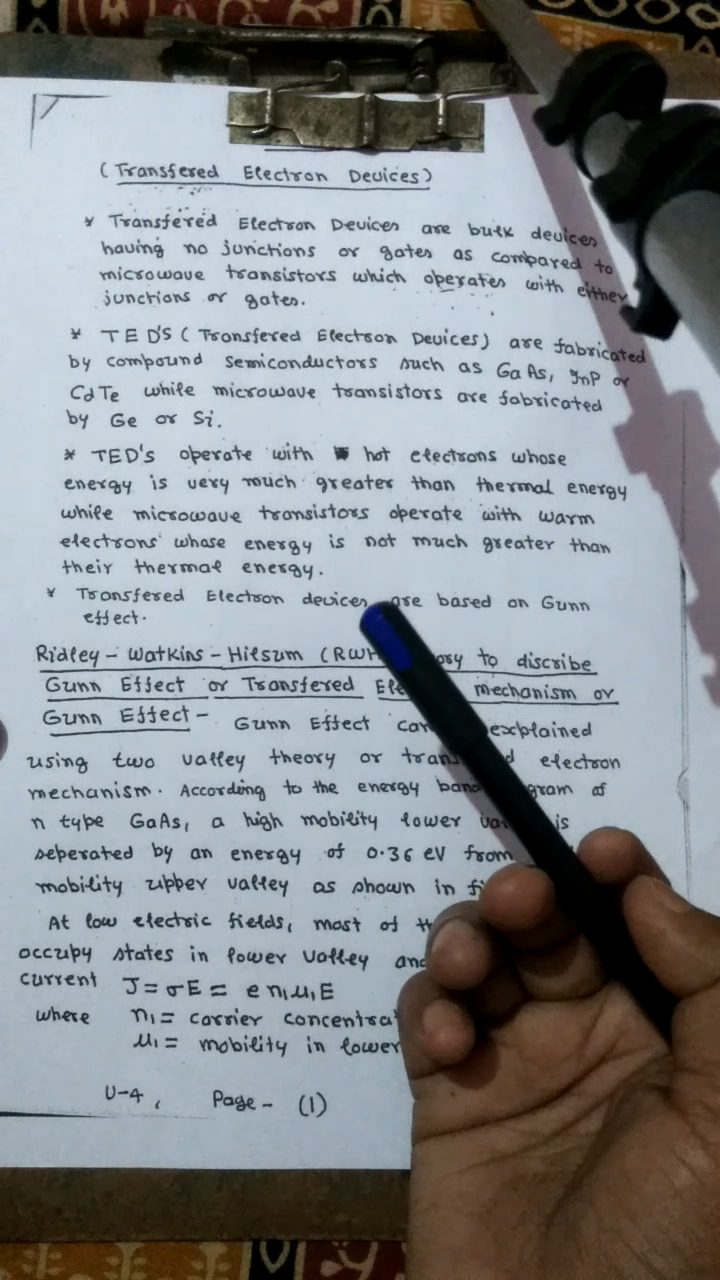 (Transfered Electron Devices)
* Transfered Electron Devices are bulk devices
having no junctions or gates as compared to
microwave transistors which operates with either
junctions or gates.
* TED'S (Transfered Electron Devices) are fabricated
by compound semiconductors such as GaAs, InP or
CdTe while microwave transistors are fabricated
by Ge or Si.
* TED's operate with hot electrons whose
energy is very much greater than thermal energy
while microwave transistors operate with warm
electrons whose energy is not much greater than
their thermal energy.
* Transfered Electron devices are based on Gunn
effect.
Ridley - Watkins - Hilsum (RWH to discribe
Gunn Effect or Transfered mechanism or
Gunn Effect - Gunn Effect explained
using two valley theory or electron
mechanism. According to the energy of
n type GaAs, a high mobility lower is
seperated by an energy of 0.36 eV from
mobility upper valley as shown in
At low electric fields, most of
occupy states in lower valley
current J = σE = e n₁μ₁E
where n₁ = carrier
μ₁ = mobility in lower
U-4, Page - (1)